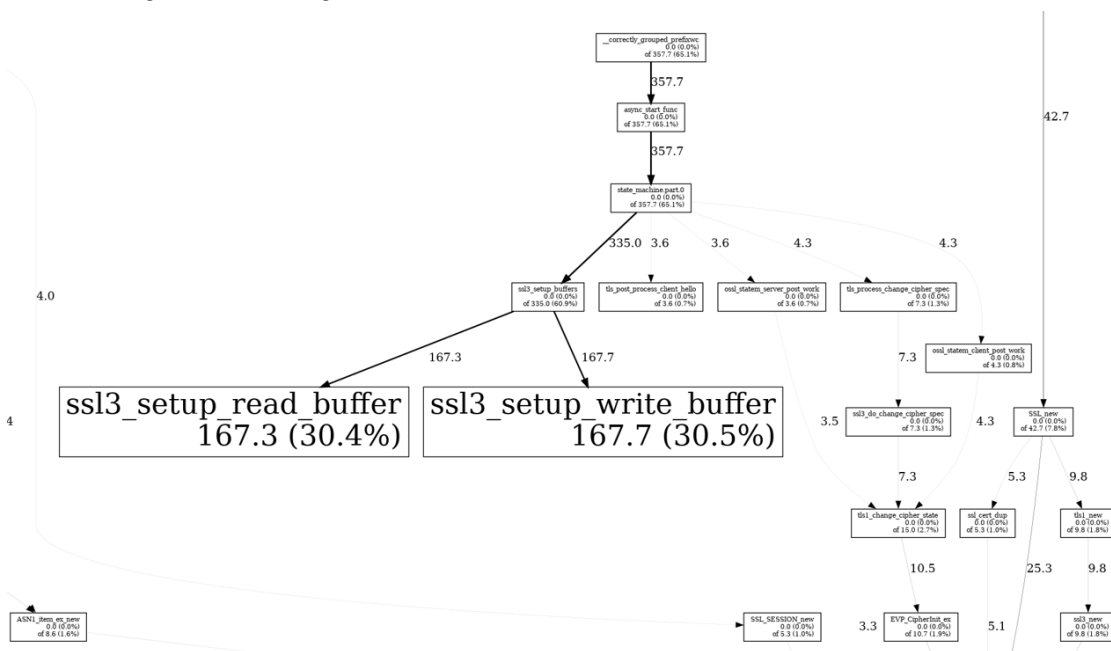 __correctly_grouped_prefixwc
0.0 (0.0%)
of 357.7 (65.1%)
357.7
async_start_func
0.0 (0.0%)
of 357.7 (65.1%)
42.7
357.7
state_machine.part.0
0.0 (0.0%)
of 357.7 (65.1%)
335.0
3.6
3.6
4.3
4.3
4.0
ssl3_setup_buffers
0.0 (0.0%)
of 335.0 (60.9%)
tls_post_process_client_hello
0.0 (0.0%)
of 3.6 (0.7%)
ossl_statem_server_post_work
0.0 (0.0%)
of 3.6 (0.7%)
tls_process_change_cipher_spec
0.0 (0.0%)
of 7.3 (1.3%)
167.3
167.7
7.3
ossl_statem_client_post_work
0.0 (0.0%)
of 4.3 (0.8%)
ssl3_setup_read_buffer
167.3 (30.4%)
ssl3_setup_write_buffer
167.7 (30.5%)
4
3.5
ssl3_do_change_cipher_spec
0.0 (0.0%)
of 7.3 (1.3%)
4.3
SSL_new
0.0 (0.0%)
of 42.7 (7.8%)
7.3
5.3
9.8
tls1_change_cipher_state
0.0 (0.0%)
of 15.0 (2.7%)
ssl_cert_dup
0.0 (0.0%)
of 5.3 (1.0%)
tls1_new
0.0 (0.0%)
of 9.8 (1.8%)
10.5
25.3
9.8
ASN1_item_ex_new
0.0 (0.0%)
of 8.6 (1.6%)
SSL_SESSION_new
0.0 (0.0%)
of 5.3 (1.0%)
3.3
EVP_CipherInit_ex
0.0 (0.0%)
of 10.7 (1.9%)
5.1
ssl3_new
0.0 (0.0%)
of 9.8 (1.8%)